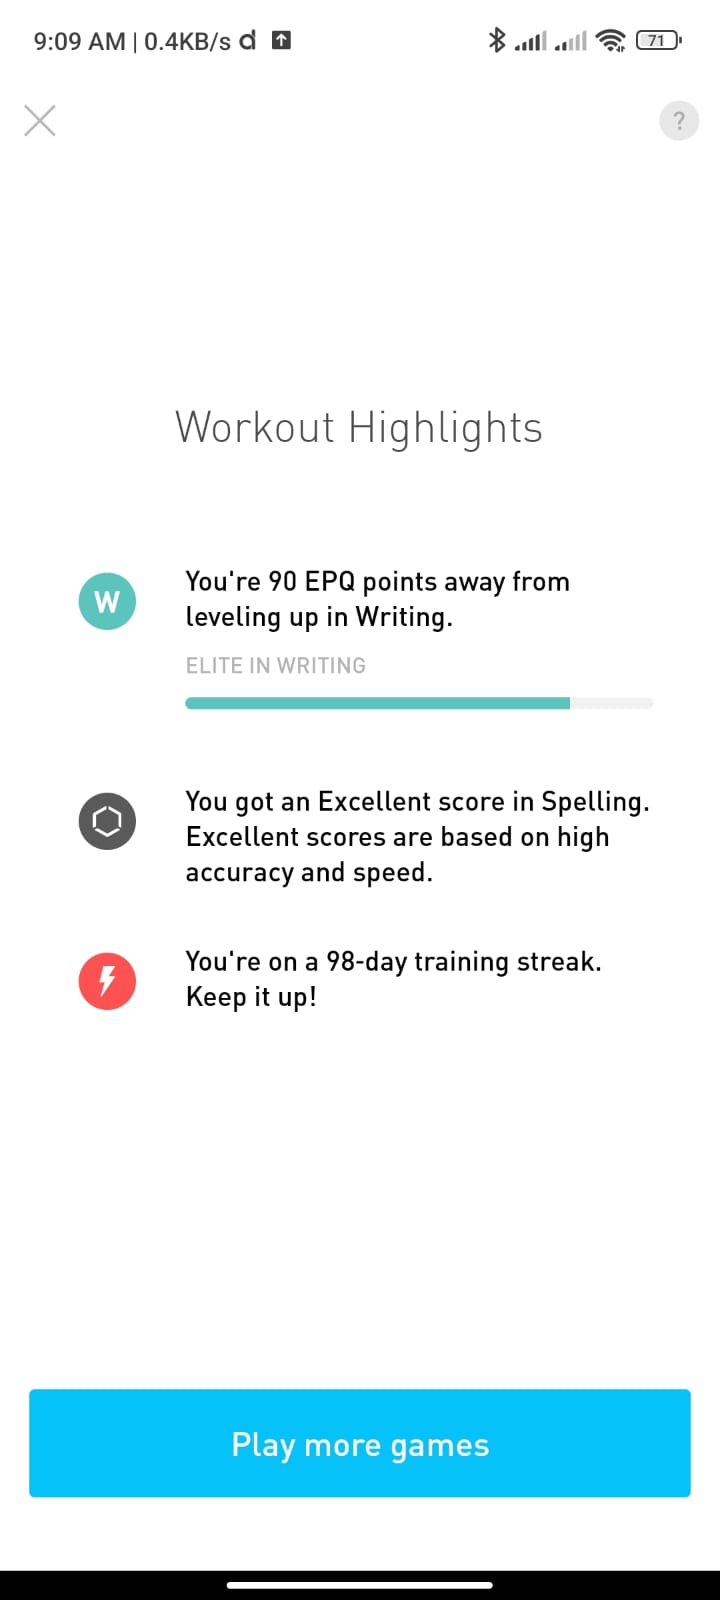 9:09 AM | 0.4KB/s d
71
?
Workout Highlights
W
You're 90 EPQ points away from
leveling up in Writing.
ELITE IN WRITING
You got an Excellent score in Spelling.
Excellent scores are based on high
accuracy and speed.
You're on a 98-day training streak.
Keep it up!
Play more games